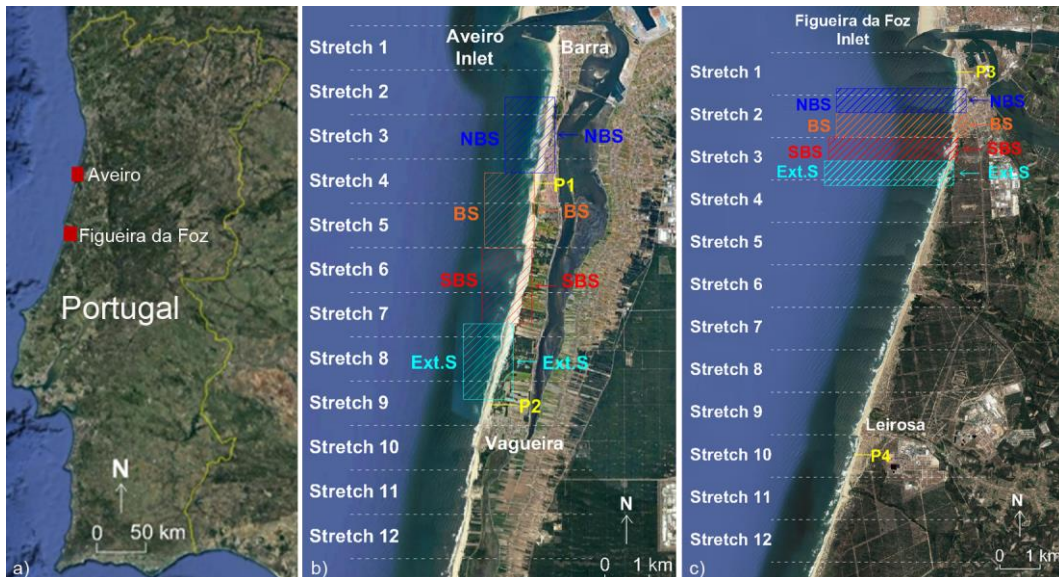 Aveiro
Figueira da Foz
Portugal
N
0 50 km
a)
Aveiro
Inlet
Barra
Stretch 1
Stretch 2
NBS
NBS
Stretch 3
Stretch 4
P1
BS
BS
Stretch 5
Stretch 6
SBS
SBS
Stretch 7
Stretch 8
Ext.S
Ext.S
Stretch 9
P2
Vagueira
Stretch 10
Stretch 11
Stretch 12
N
0 1 km
b)
Figueira da Foz
Inlet
Stretch 1
P3
Stretch 2
NBS
NBS
BS
BS
Stretch 3
SBS
SBS
Ext.S
Ext.S
Stretch 4
Stretch 5
Stretch 6
Stretch 7
Stretch 8
Stretch 9
Leirosa
Stretch 10
P4
Stretch 11
Stretch 12
N
0 1 km
c)